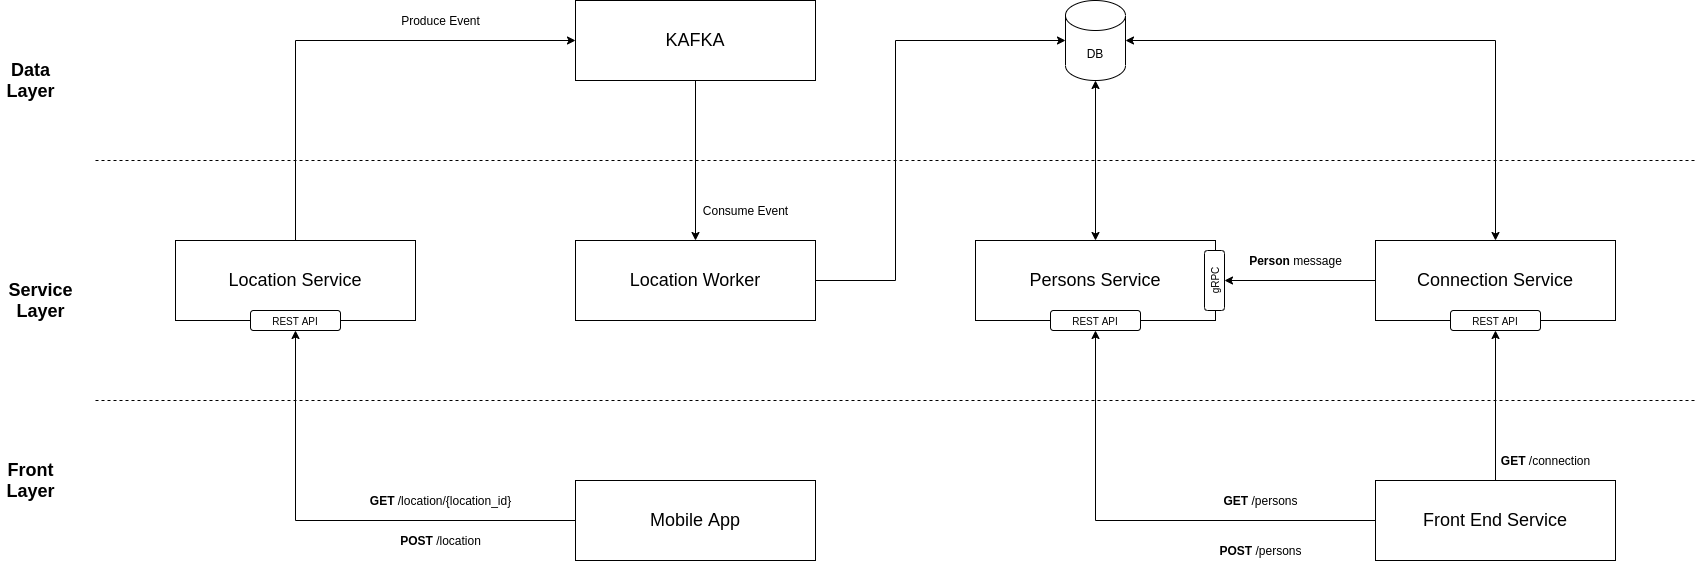 Produce Event
KAFKA
DB
Data
Layer
Consume Event
Location Service
REST API
Location Worker
Persons Service
gRPC
REST API
Person message
Connection Service
REST API
Service
Layer
Front
Layer
GET /location/{location_id}
POST /location
Mobile App
GET /persons
POST /persons
GET /connection
Front End Service